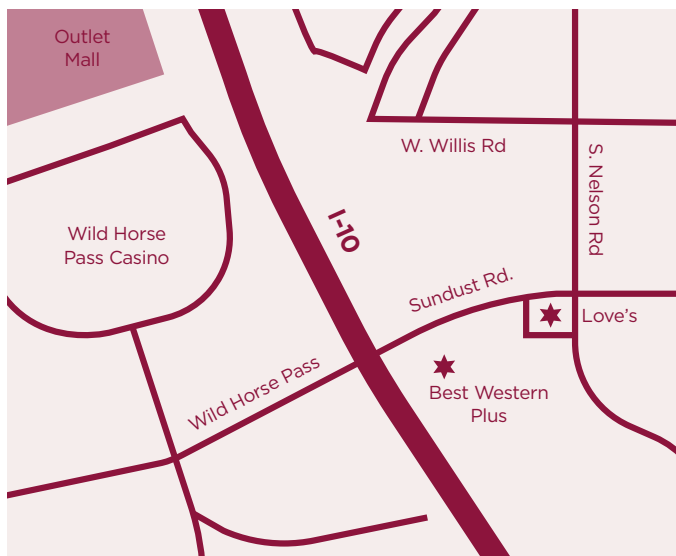 Outlet
Mall
W. Willis Rd
S. Nelson Rd
I-10
Wild Horse
Pass Casino
Sundust Rd.
Love's
Wild Horse Pass
Best Western
Plus